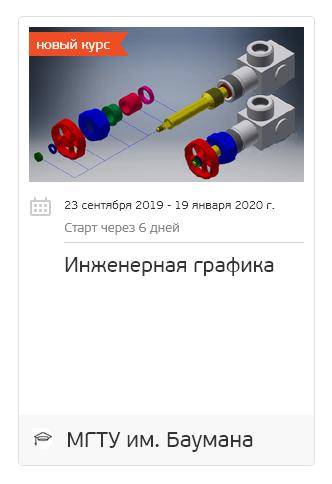 новый курс
23 сентября 2019 - 19 января 2020 г.
Старт через 6 дней
Инженерная графика
МГТУ им. Баумана